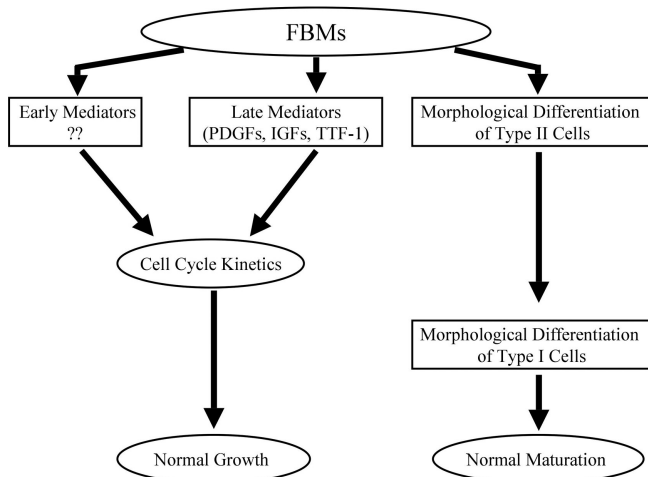 FBMs
Early Mediators
??
Late Mediators
(PDGFs, IGFs, TTF-1)
Morphological Differentiation
of Type II Cells
Cell Cycle Kinetics
Morphological Differentiation
of Type I Cells
Normal Growth
Normal Maturation